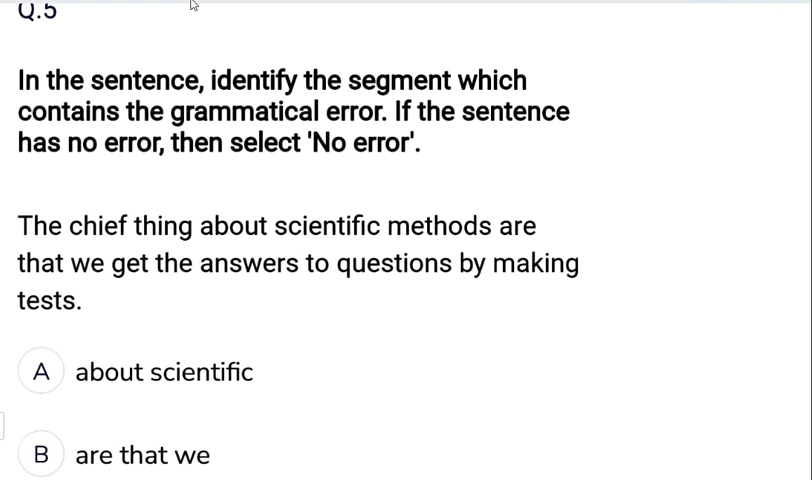 Q.5
In the sentence, identify the segment which
contains the grammatical error. If the sentence
has no error, then select 'No error'.
The chief thing about scientific methods are
that we get the answers to questions by making
tests.
A about scientific
B are that we